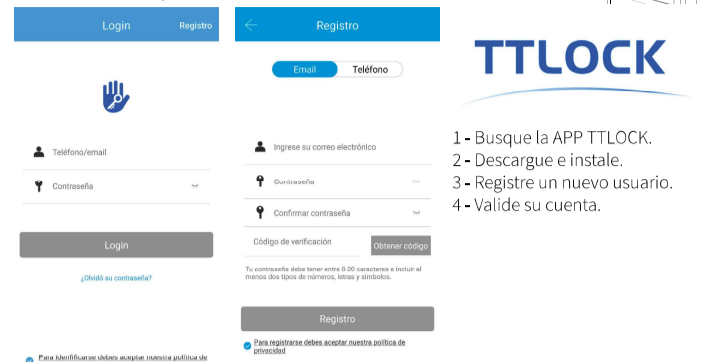 Login
Registro
Teléfono/email
Contraseña
Login
¿Olvidó su contraseña?
Para identificarse debes aceptar nuestra política de
Registro
Email
Teléfono
Ingrese su correo electrónico
Contraseña
Confirmar contraseña
Código de verificación
Obtener código
Tu contraseña debe tener entre 8-20 caracteres e incluir al
menos dos tipos de números, letras y símbolos.
Registro
Para registrarse debes aceptar nuestra política de
privacidad
TTLOCK
1 - Busque la APP TTLOCK.
2 - Descargue e instale.
3 - Registre un nuevo usuario.
4 - Valide su cuenta.